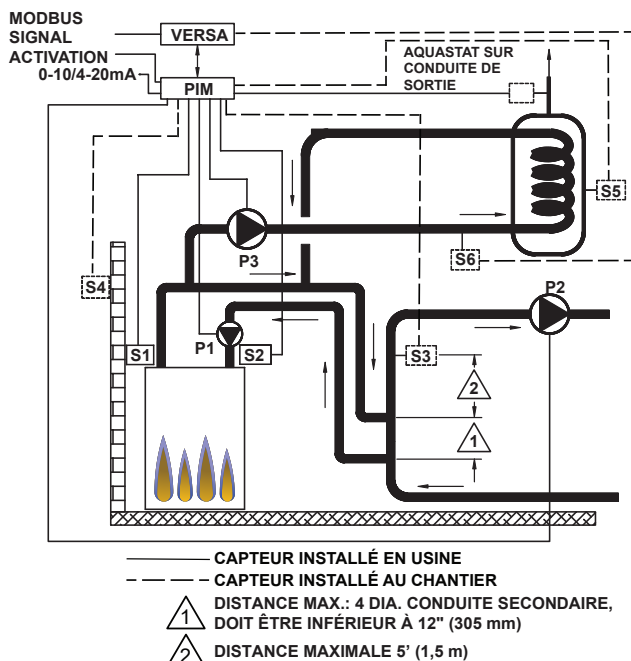 MODBUS
SIGNAL
ACTIVATION
0-10/4-20mA
VERSA
PIM
AQUASTAT SUR
CONDUITE DE
SORTIE
S5
S6
P3
S4
P2
S1
P1
S2
S3
2
1
CAPTEUR INSTALLÉ EN USINE
CAPTEUR INSTALLÉ AU CHANTIER
1 DISTANCE MAX.: 4 DIA. CONDUITE SECONDAIRE,
DOIT ÊTRE INFÉRIEUR À 12" (305 mm)
2 DISTANCE MAXIMALE 5' (1,5 m)